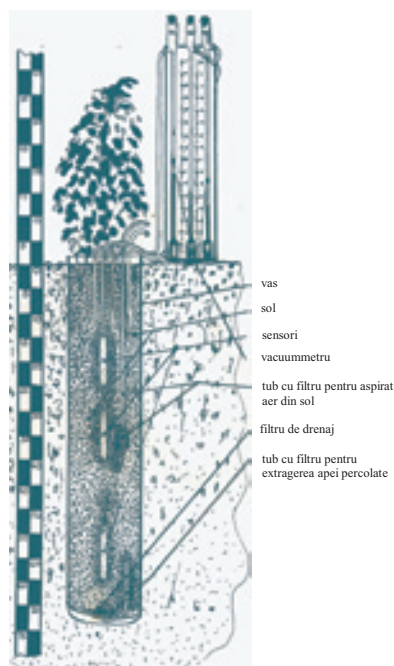 vas
sol
sensori
vacuummetru
tub cu filtru pentru aspirat
aer din sol
filtru de drenaj
tub cu filtru pentru
extragerea apei percolate